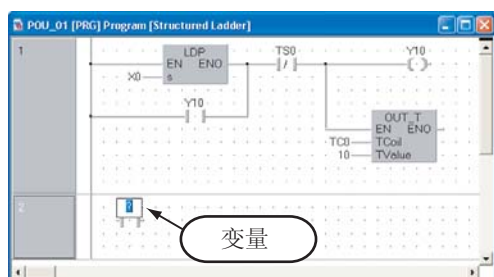 POU_01 [PRG] Program [Structured Ladder]
1
LDP
EN ENO
X0
s
TS0
Y10
Y10
OUT_T
EN ENO
TC0
TCoil
10
TValue
2
?
变量